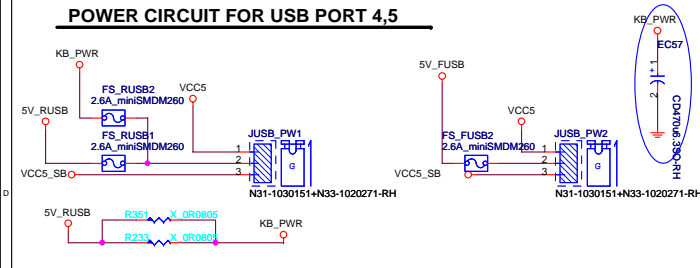 POWER CIRCUIT FOR USB PORT 4,5
KB_PWR
FS_RUSB2
2.6A_miniSMDM260
VCC5
5V_RUSB
FS_RUSB1
2.6A_miniSMDM260
JUSB_PW1
1
2
3
G
VCC5_SB
N31-1030151+N33-1020271-RH
5V_RUSB
R351 X_0R0805
R233 X_0R0805
KB_PWR
5V_FUSB
VCC5
FS_FUSB2
2.6A_miniSMDM260
JUSB_PW2
1
2
3
G
VCC5_SB
N31-1030151+N33-1020271-RH
KB_PWR
EC57
1
+
2
CD470u6.3SO-RH
D